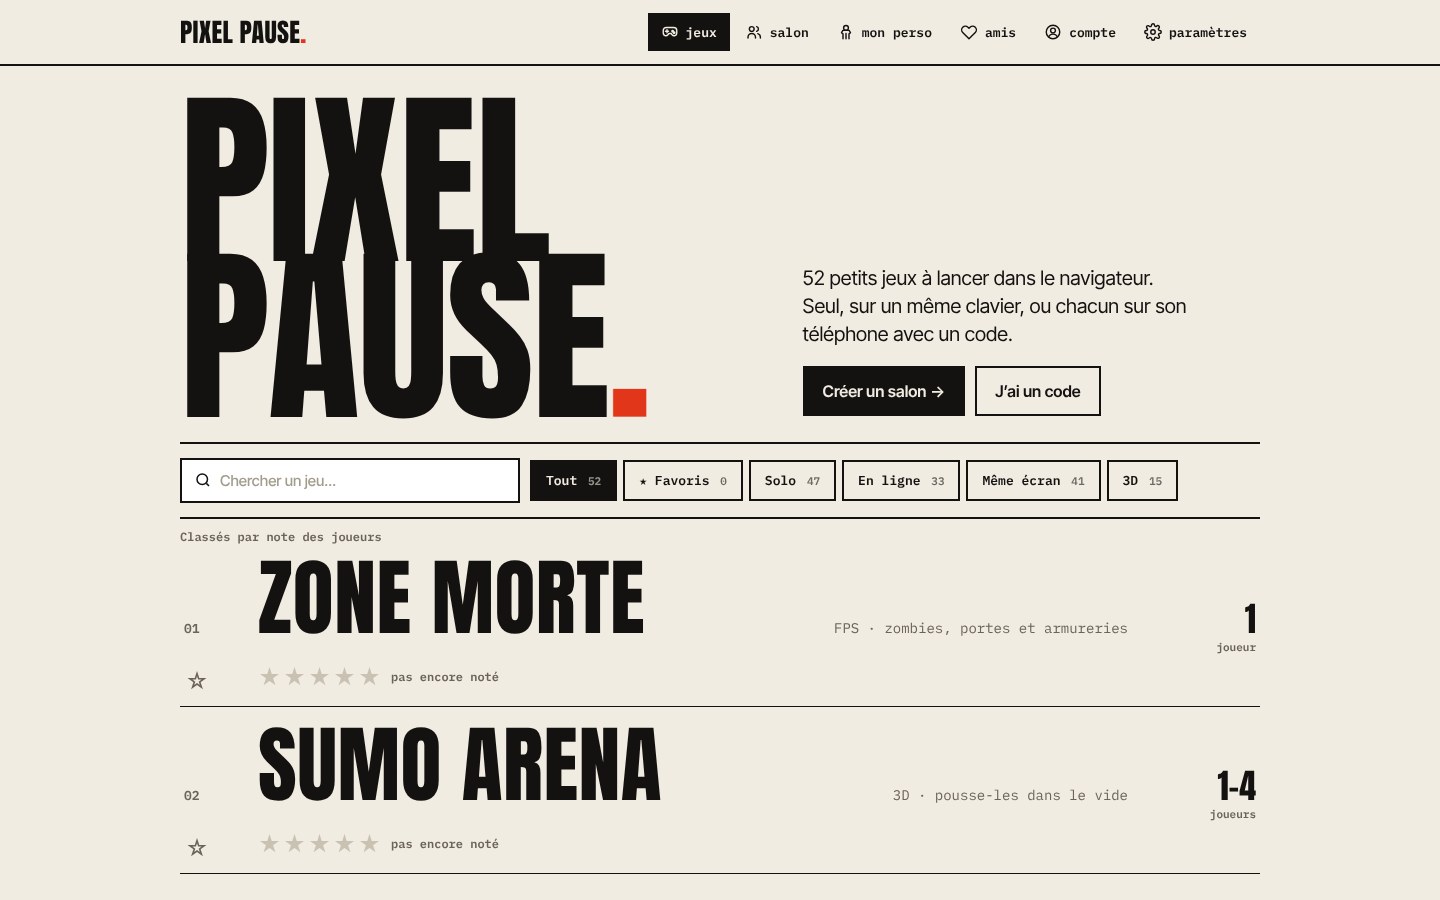 PIXEL PAUSE.
jeux
salon
mon perso
amis
compte
paramètres
PIXEL
PAUSE.
52 petits jeux à lancer dans le navigateur.
Seul, sur un même clavier, ou chacun sur son
téléphone avec un code.
Créer un salon →
J’ai un code
Chercher un jeu…
Tout 52
★ Favoris 0
Solo 47
En ligne 33
Même écran 41
3D 15
Classés par note des joueurs
01
ZONE MORTE
FPS · zombies, portes et armureries
1
joueur
☆
★★★★★ pas encore noté
02
SUMO ARENA
3D · pousse-les dans le vide
1-4
joueurs
☆
★★★★★ pas encore noté